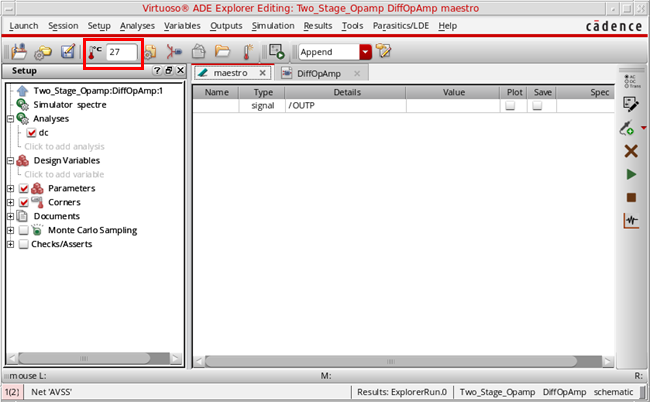 Virtuoso® ADE Explorer Editing: Two_Stage_Opamp DiffOpAmp maestro
Launch Session Setup Analyses Variables Outputs Simulation Results Tools Parasitics/LDE Help
cādence
°C 27 Append
Setup ? maestro DiffOpAmp
Two_Stage_Opamp:DiffOpAmp:1
Name Type Details Value Plot Save Spec
signal /OUTP
Simulator spectre
Analyses
dc
Click to add analysis
Design Variables
Click to add variable
Parameters
Corners
Documents
Monte Carlo Sampling
Checks/Asserts
AC
DC
Trans
mouse L: M: R:
1(2) Net 'AVSS' Results: ExplorerRun.0 Two_Stage_Opamp DiffOpAmp schematic